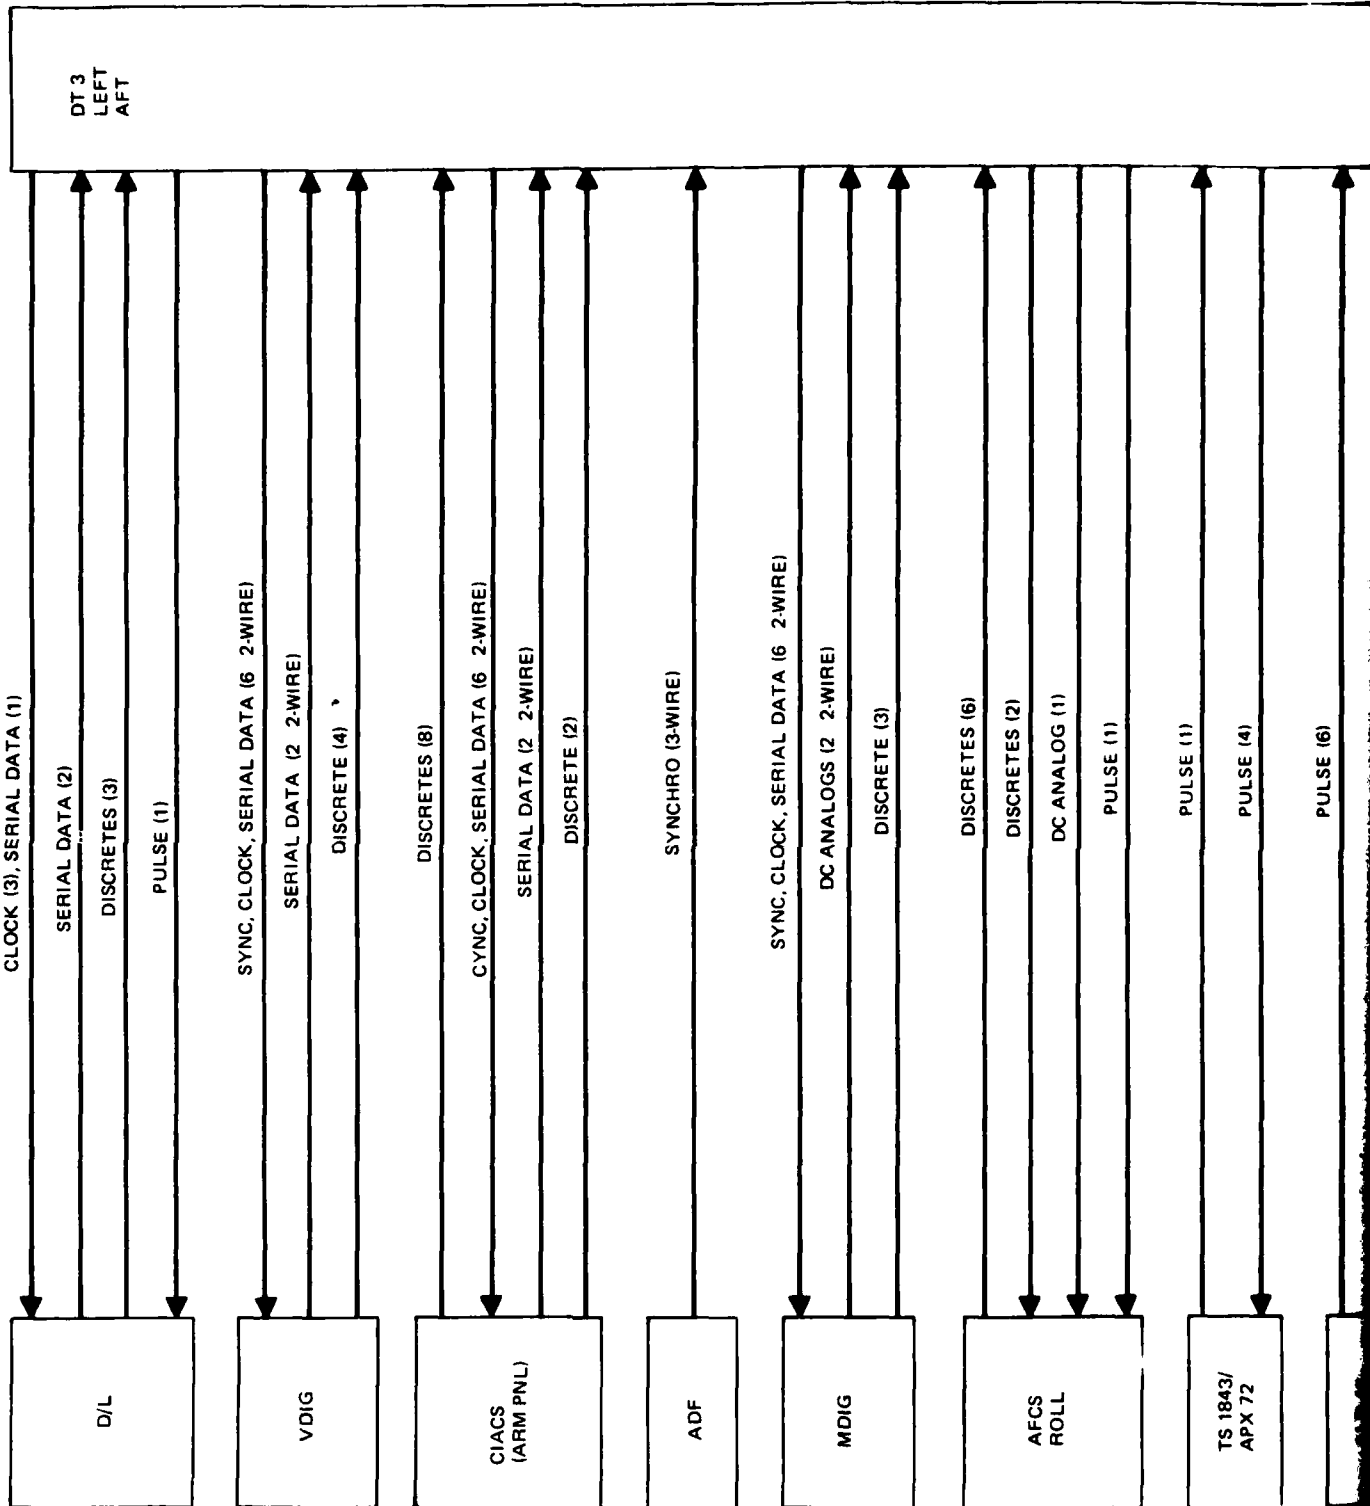 DT 3
LEFT
AFT
CLOCK (3), SERIAL DATA (1)
SERIAL DATA (2)
DISCRETES (3)
PULSE (1)
SYNC, CLOCK, SERIAL DATA (6 2-WIRE)
SERIAL DATA (2 2-WIRE)
DISCRETE (4)
DISCRETES (8)
CYNC, CLOCK, SERIAL DATA (6 2-WIRE)
SERIAL DATA (2 2-WIRE)
DISCRETE (2)
SYNCHRO (3-WIRE)
SYNC, CLOCK, SERIAL DATA (6 2-WIRE)
DC ANALOGS (2 2-WIRE)
DISCRETE (3)
DISCRETES (6)
DISCRETES (2)
DC ANALOG (1)
PULSE (1)
PULSE (1)
PULSE (4)
PULSE (6)
D/L
VDIG
CIACS
(ARM PNL)
ADF
MDIG
AFCS
ROLL
TS 1843/
APX 72